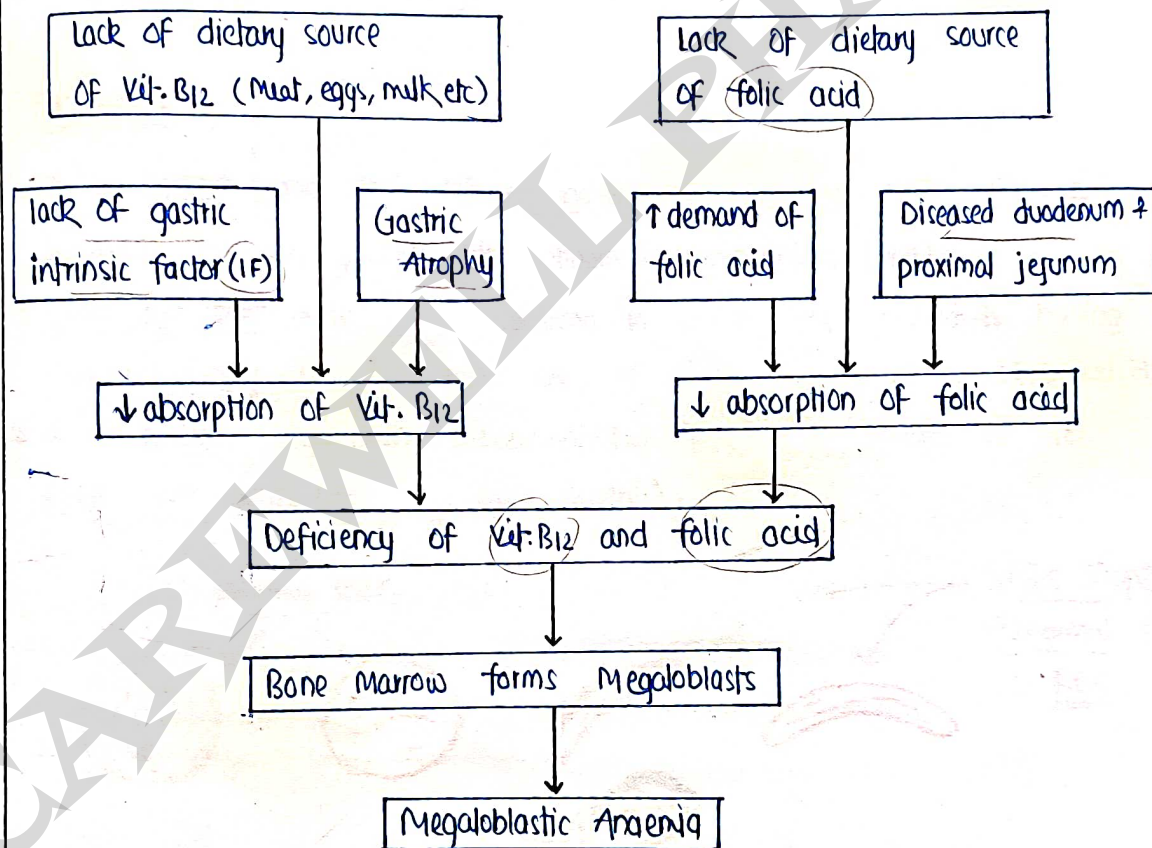 Lack of dietary source
of Vit. B12 (Meat, eggs, milk etc)
Lack of dietary source
of folic acid
lack of gastric
intrinsic factor (IF)
Gastric
Atrophy
↑ demand of
folic acid
Diseased duodenum &
proximal jejunum
↓ absorption of Vit. B12
↓ absorption of folic acid
Deficiency of Vit. B12 and folic acid
Bone Marrow forms Megaloblasts
Megaloblastic Anaemia
CAREWELL PH